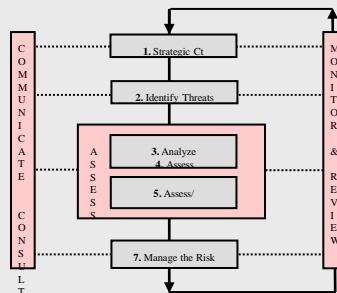 COMMUNICATE CONSULT
1. Strategic Ct
2. Identify Threats
ASSESS
3. Analyze
4. Assess
5. Assess/
7. Manage the Risk
MONITOR & REVIEW